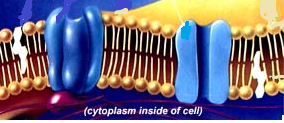 (cytoplasm inside of cell)